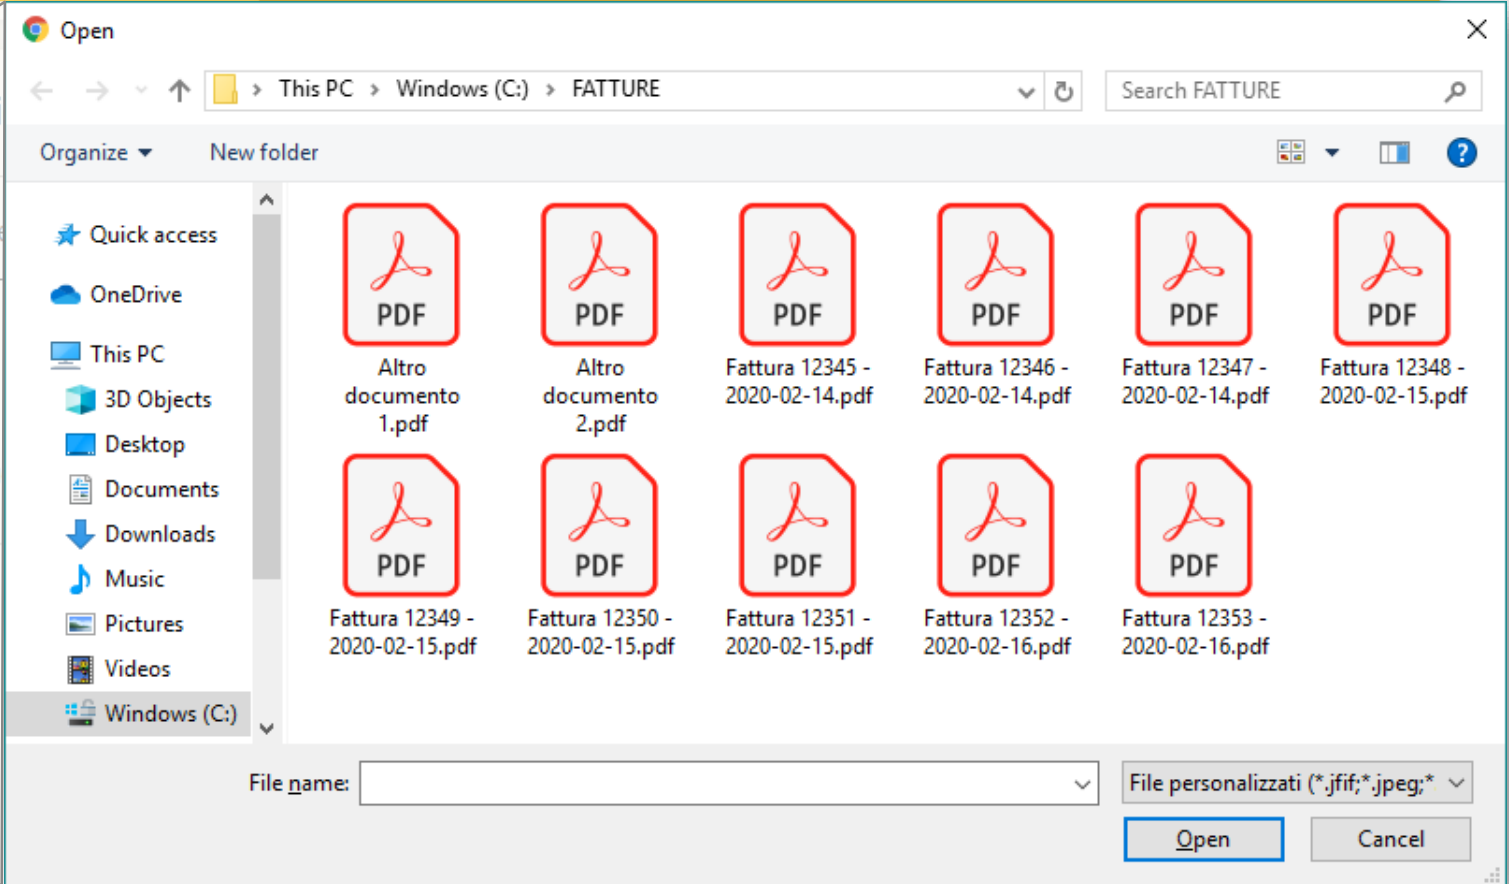 Open
This PC > Windows (C:) > FATTURE
Search FATTURE
Organize
New folder
Quick access
OneDrive
This PC
3D Objects
Desktop
Documents
Downloads
Music
Pictures
Videos
Windows (C:)
PDF
Altro
documento
1.pdf
PDF
Altro
documento
2.pdf
PDF
Fattura 12345 -
2020-02-14.pdf
PDF
Fattura 12346 -
2020-02-14.pdf
PDF
Fattura 12347 -
2020-02-14.pdf
PDF
Fattura 12348 -
2020-02-15.pdf
PDF
Fattura 12349 -
2020-02-15.pdf
PDF
Fattura 12350 -
2020-02-15.pdf
PDF
Fattura 12351 -
2020-02-15.pdf
PDF
Fattura 12352 -
2020-02-16.pdf
PDF
Fattura 12353 -
2020-02-16.pdf
File name:
File personalizzati (*.jfif;*.jpeg;*
Open
Cancel